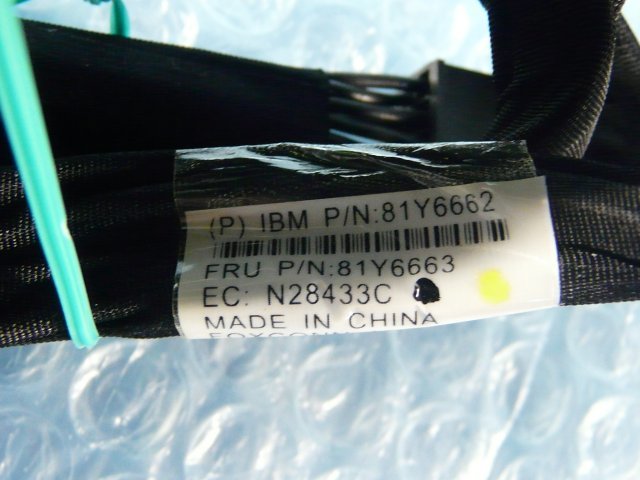 (P) IBM P/N:81Y6662
FRU P/N:81Y6663
EC: N28433C
MADE IN CHINA